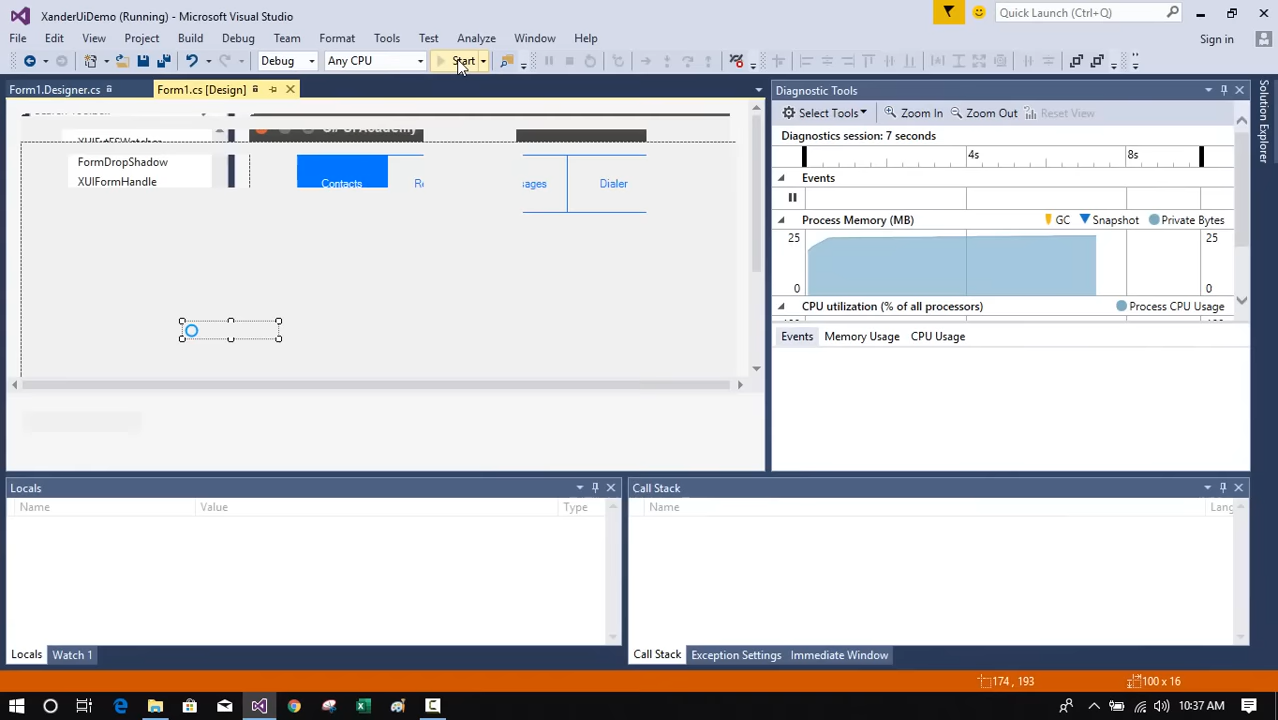 XanderUiDemo (Running) - Microsoft Visual Studio
Quick Launch (Ctrl+Q)
File Edit View Project Build Debug Team Format Tools Test Analyze Window Help
Sign in
Debug Any CPU Start
Form1.Designer.cs Form1.cs [Design]
Diagnostic Tools
Select Tools Zoom In Zoom Out Reset View
Diagnostics session: 7 seconds
4s 8s
Events
Process Memory (MB) GC Snapshot Private Bytes
25 25
0 0
CPU utilization (% of all processors) Process CPU Usage
Events Memory Usage CPU Usage
FormDropShadow
XUIFormHandle
Contacts
Dialer
Locals
Name Value Type
Locals Watch 1
Call Stack
Name Lang
Call Stack Exception Settings Immediate Window
174 , 193 100 x 16
10:37 AM
Solution Explorer